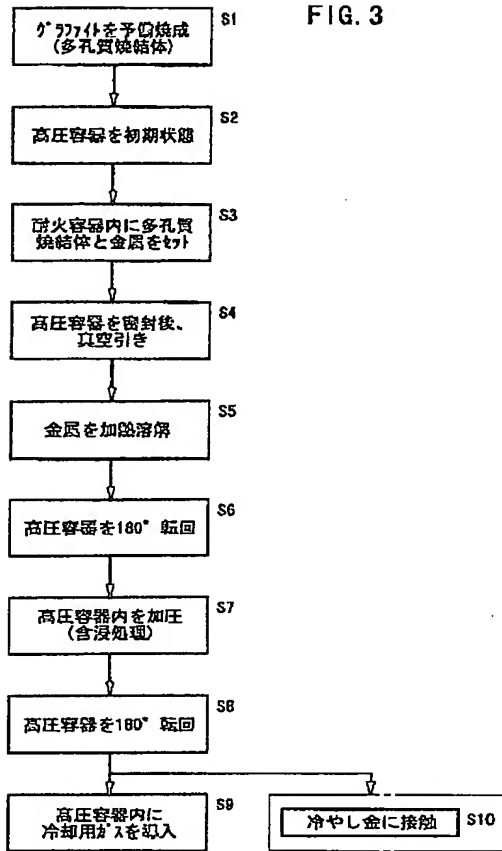 FIG. 3
S1
グラファイトを予備焼成
(多孔質焼結体)
S2
高圧容器を初期状態
S3
耐火容器内に多孔質
焼結体と金属をセット
S4
高圧容器を密封後、
真空引き
S5
金属を加熱溶解
S6
高圧容器を180° 転回
S7
高圧容器内を加圧
(含浸処理)
S8
高圧容器を180° 転回
S9
高圧容器内に
冷却用ガスを導入
冷やし金に接触
S10